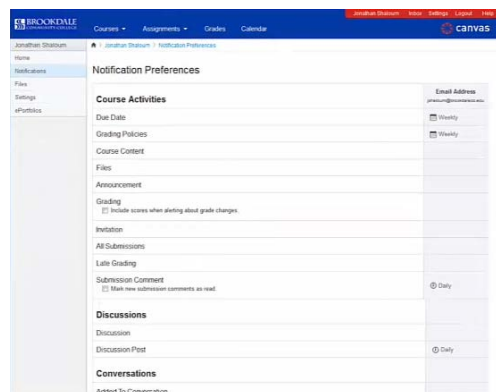 Jonathan Shaloum Inbox Settings Logout Help
BROOKDALE
COMMUNITY COLLEGE
Courses Assignments Grades Calendar
canvas
Jonathan Shaloum
Jonathan Shaloum Notification Preferences
Home
Notifications
Files
Settings
ePortfolios
Notification Preferences
Course Activities
Email Address
Due Date
Weekly
Grading Policies
Weekly
Course Content
Files
Announcement
Grading
Include scores when alerting about grade changes.
Invitation
All Submissions
Late Grading
Submission Comment
Mark new submission comments as read.
Daily
Discussions
Discussion
Discussion Post
Daily
Conversations
Added To Conversation